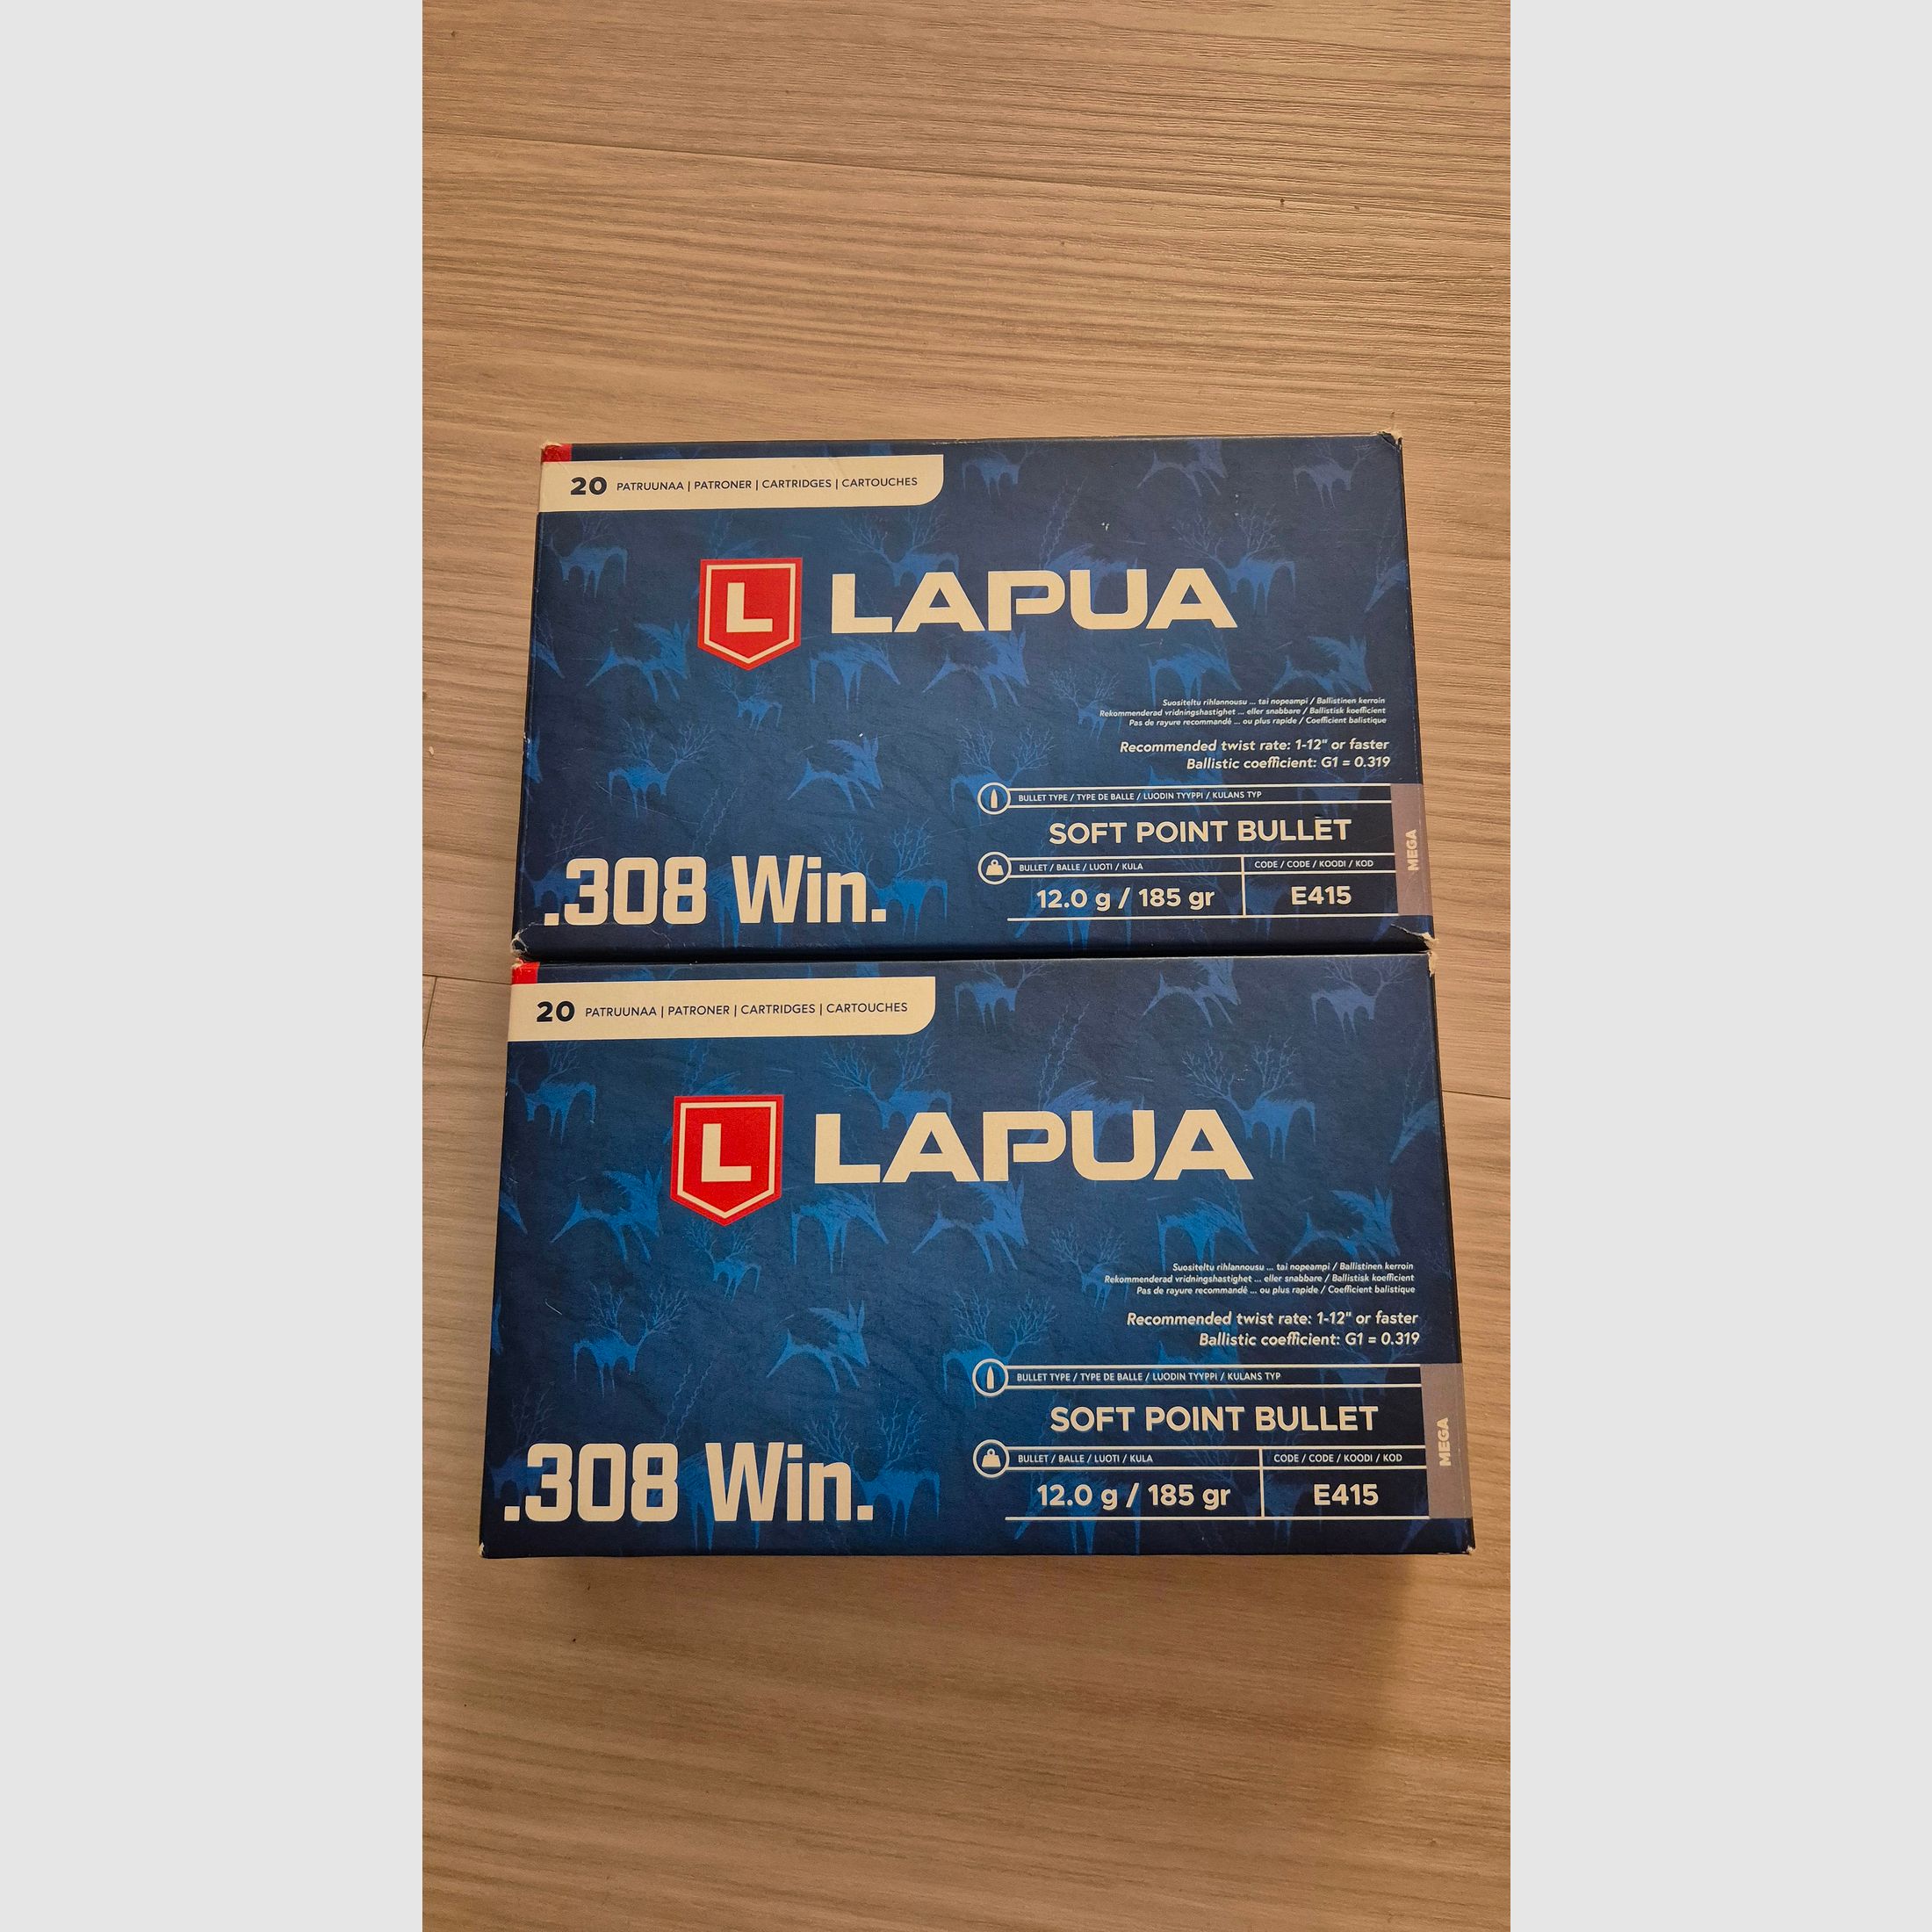 20 PATRUUNAA | PATRONER | CARTRIDGES | CARTOUCHES
L LAPUA
Suositeltu rihlannousu ... tai nopeampi / Ballistinen kerroin
Rekommenderad vridningshastighet ... eller snabbare / Ballistisk koefficient
Pas de rayure recommandé ... ou plus rapide / Coefficient balistique
Recommended twist rate: 1-12" or faster
Ballistic coefficient: G1 = 0.319
BULLET TYPE / TYPE DE BALLE / LUODIN TYYPPI / KULANS TYP
SOFT POINT BULLET
BULLET / BALLE / LUOTI / KULA
CODE / CODE / KOODI / KOD
12.0 g / 185 gr
E415
MEGA
.308 Win.
20 PATRUUNAA | PATRONER | CARTRIDGES | CARTOUCHES
L LAPUA
Suositeltu rihlannousu ... tai nopeampi / Ballistinen kerroin
Rekommenderad vridningshastighet ... eller snabbare / Ballistisk koefficient
Pas de rayure recommandé ... ou plus rapide / Coefficient balistique
Recommended twist rate: 1-12" or faster
Ballistic coefficient: G1 = 0.319
BULLET TYPE / TYPE DE BALLE / LUODIN TYYPPI / KULANS TYP
SOFT POINT BULLET
BULLET / BALLE / LUOTI / KULA
CODE / CODE / KOODI / KOD
12.0 g / 185 gr
E415
MEGA
.308 Win.